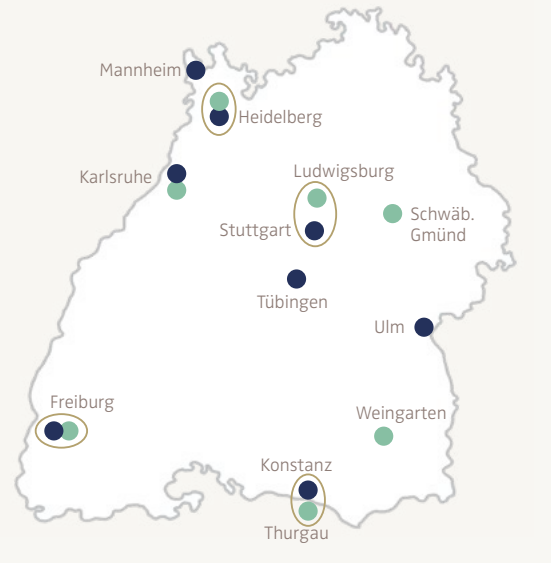 Mannheim
Heidelberg
Karlsruhe
Ludwigsburg
Schwäb.
Gmünd
Stuttgart
Tübingen
Ulm
Freiburg
Weingarten
Konstanz
Thurgau